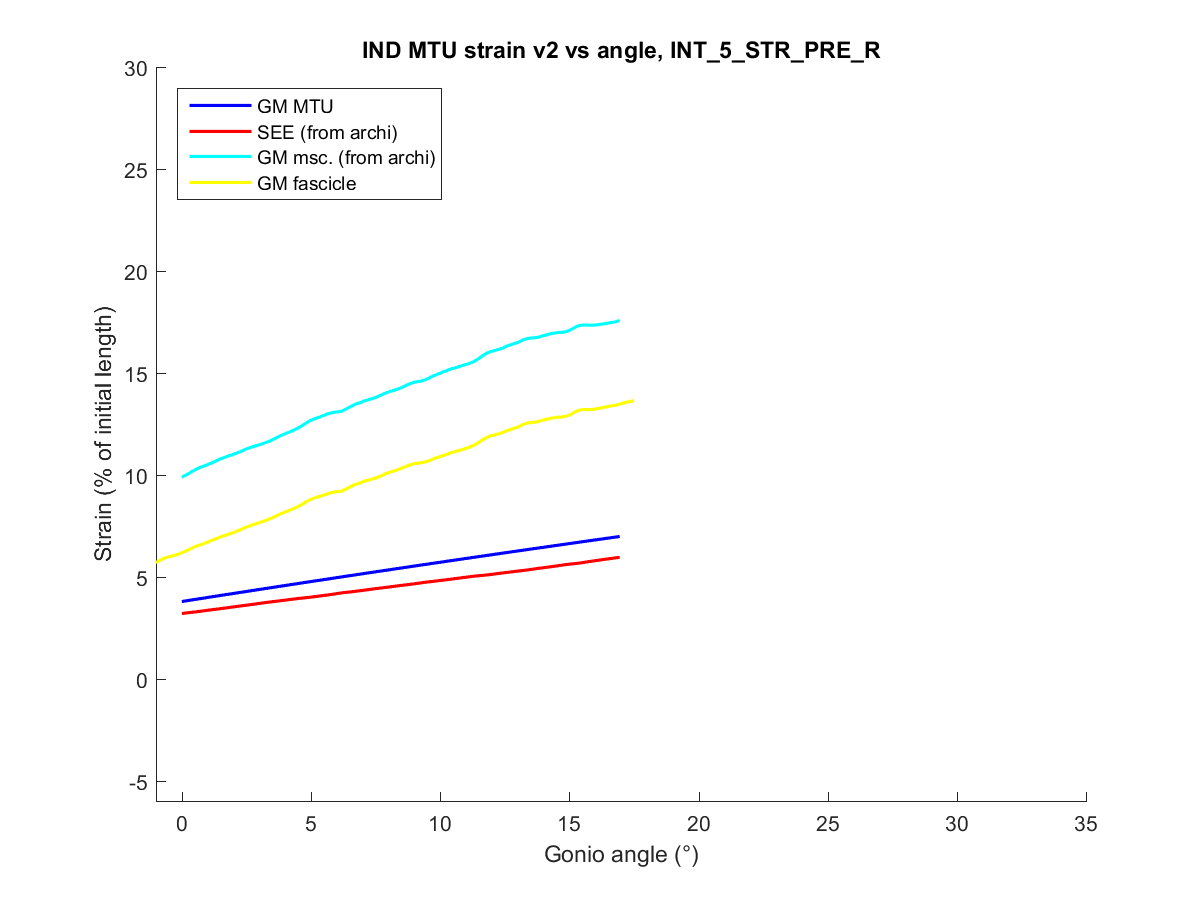 IND MTU strain v2 vs angle, INT_5_STR_PRE_R
30
25
20
15
10
5
0
-5
Strain (% of initial length)
GM MTU
SEE (from archi)
GM msc. (from archi)
GM fascicle
0 5 10 15 20 25 30 35
Gonio angle (°)